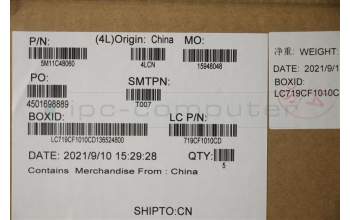 P/N: (4L)Origin: China MO:
5M11C48060 4LCN 15948048
PO: SMTPN:
4501698889 T007
BOXID: LC P/N:
LC719CF1010CD136524800 719CF1010CD
DATE: 2021/9/10 15:29:28 QTY:
5
Contains Merchandise From : China
SHIPTO:CN
净重: WEIGHT:
DATE: 2021/9/1
BOXID:
LC719CF1010C
ipc-computer